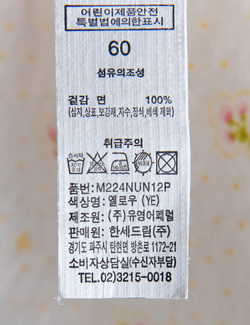 어린이제품안전
특별법에의한표시
60
섬유의조성
겉감 면 100%
(심지,상표,보강재,자수,장식,배색 제외)
취급주의
품번: M224NUN12P
색상명: 옐로우 (YE)
제조원: (주)유영어패럴
판매원: 한세드림(주)
경기도 파주시 탄현면 방촌로 1172-21
소비자상담실(수신자부담)
TEL.02)3215-0018